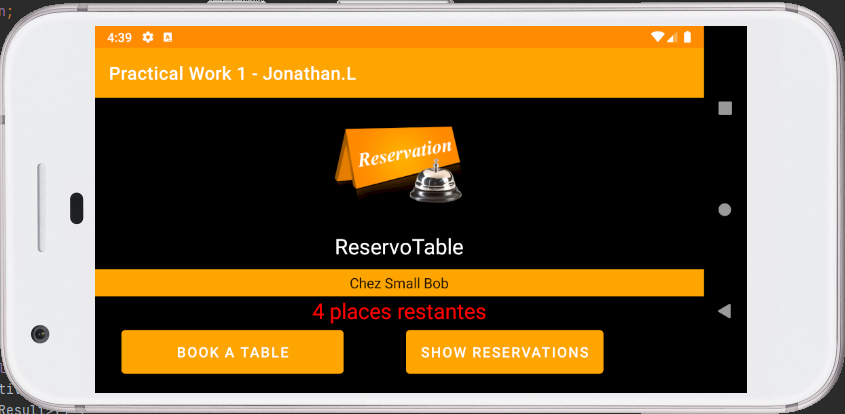 n;
4:39
Practical Work 1 - Jonathan.L
Reservation
ReservoTable
Chez Small Bob
4 places restantes
BOOK A TABLE
SHOW RESERVATIONS